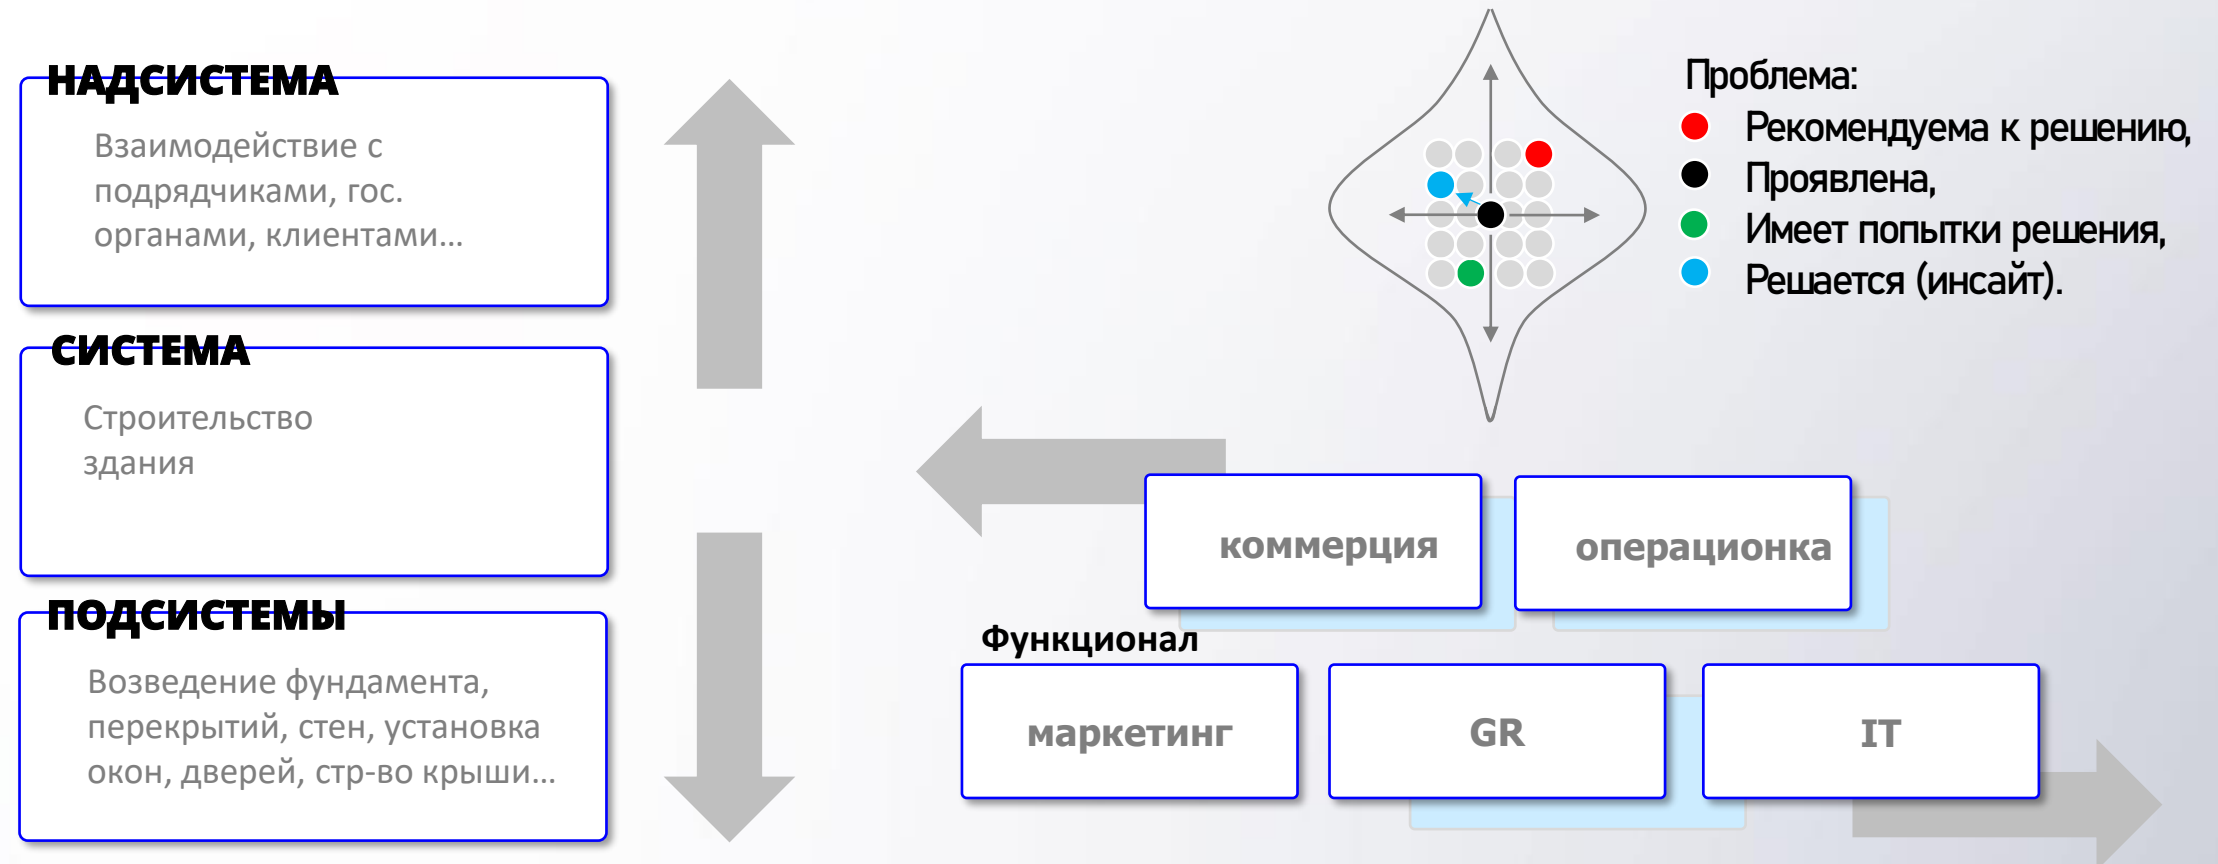 НАДСИСТЕМА
Взаимодействие с
подрядчиками, гос.
органами, клиентами...
СИСТЕМА
Строительство
здания
ПОДСИСТЕМЫ
Возведение фундамента,
перекрытий, стен, установка
окон, дверей, стр-во крыши...
Проблема:
Рекомендуема к решению,
Проявлена,
Имеет попытки решения,
Решается (инсайт).
коммерция
операционка
Функционал
маркетинг
GR
IT